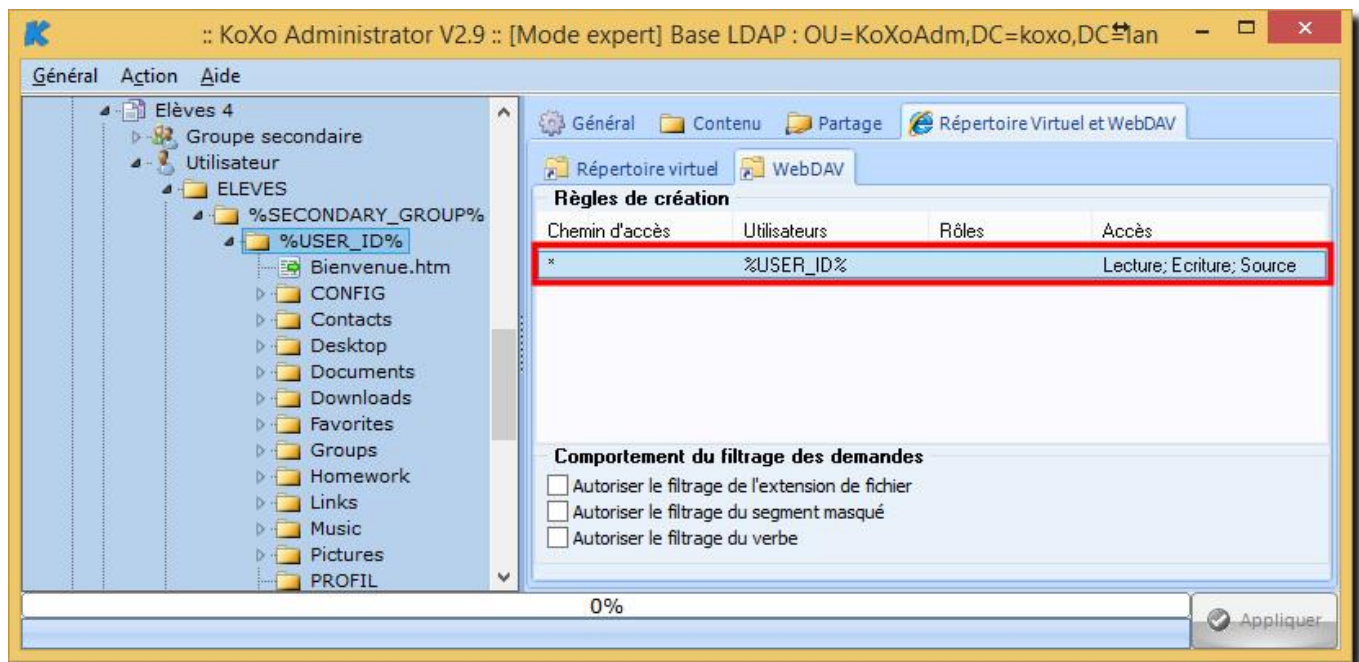 :: KoXo Administrator V2.9 :: [Mode expert] Base LDAP : OU=KoXoAdm,DC=koxo,DC=lan
Général Action Aide
Elèves 4
Groupe secondaire
Utilisateur
ELEVES
%SECONDARY_GROUP%
%USER_ID%
Bienvenue.htm
CONFIG
Contacts
Desktop
Documents
Downloads
Favorites
Groups
Homework
Links
Music
Pictures
PROFIL
Général Contenu Partage Répertoire Virtuel et WebDAV
Répertoire virtuel WebDAV
Règles de création
Chemin d'accès Utilisateurs Rôles Accès
* %USER_ID% Lecture; Ecriture; Source
Comportement du filtrage des demandes
Autoriser le filtrage de l'extension de fichier
Autoriser le filtrage du segment masqué
Autoriser le filtrage du verbe
0%
Appliquer